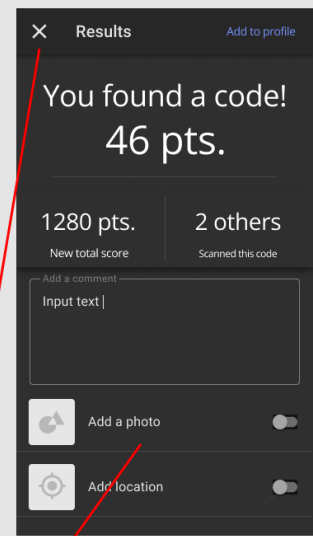 Results
Add to profile
You found a code!
46 pts.
1280 pts.
New total score
2 others
Scanned this code
Add a comment
Input text
Add a photo
Add location